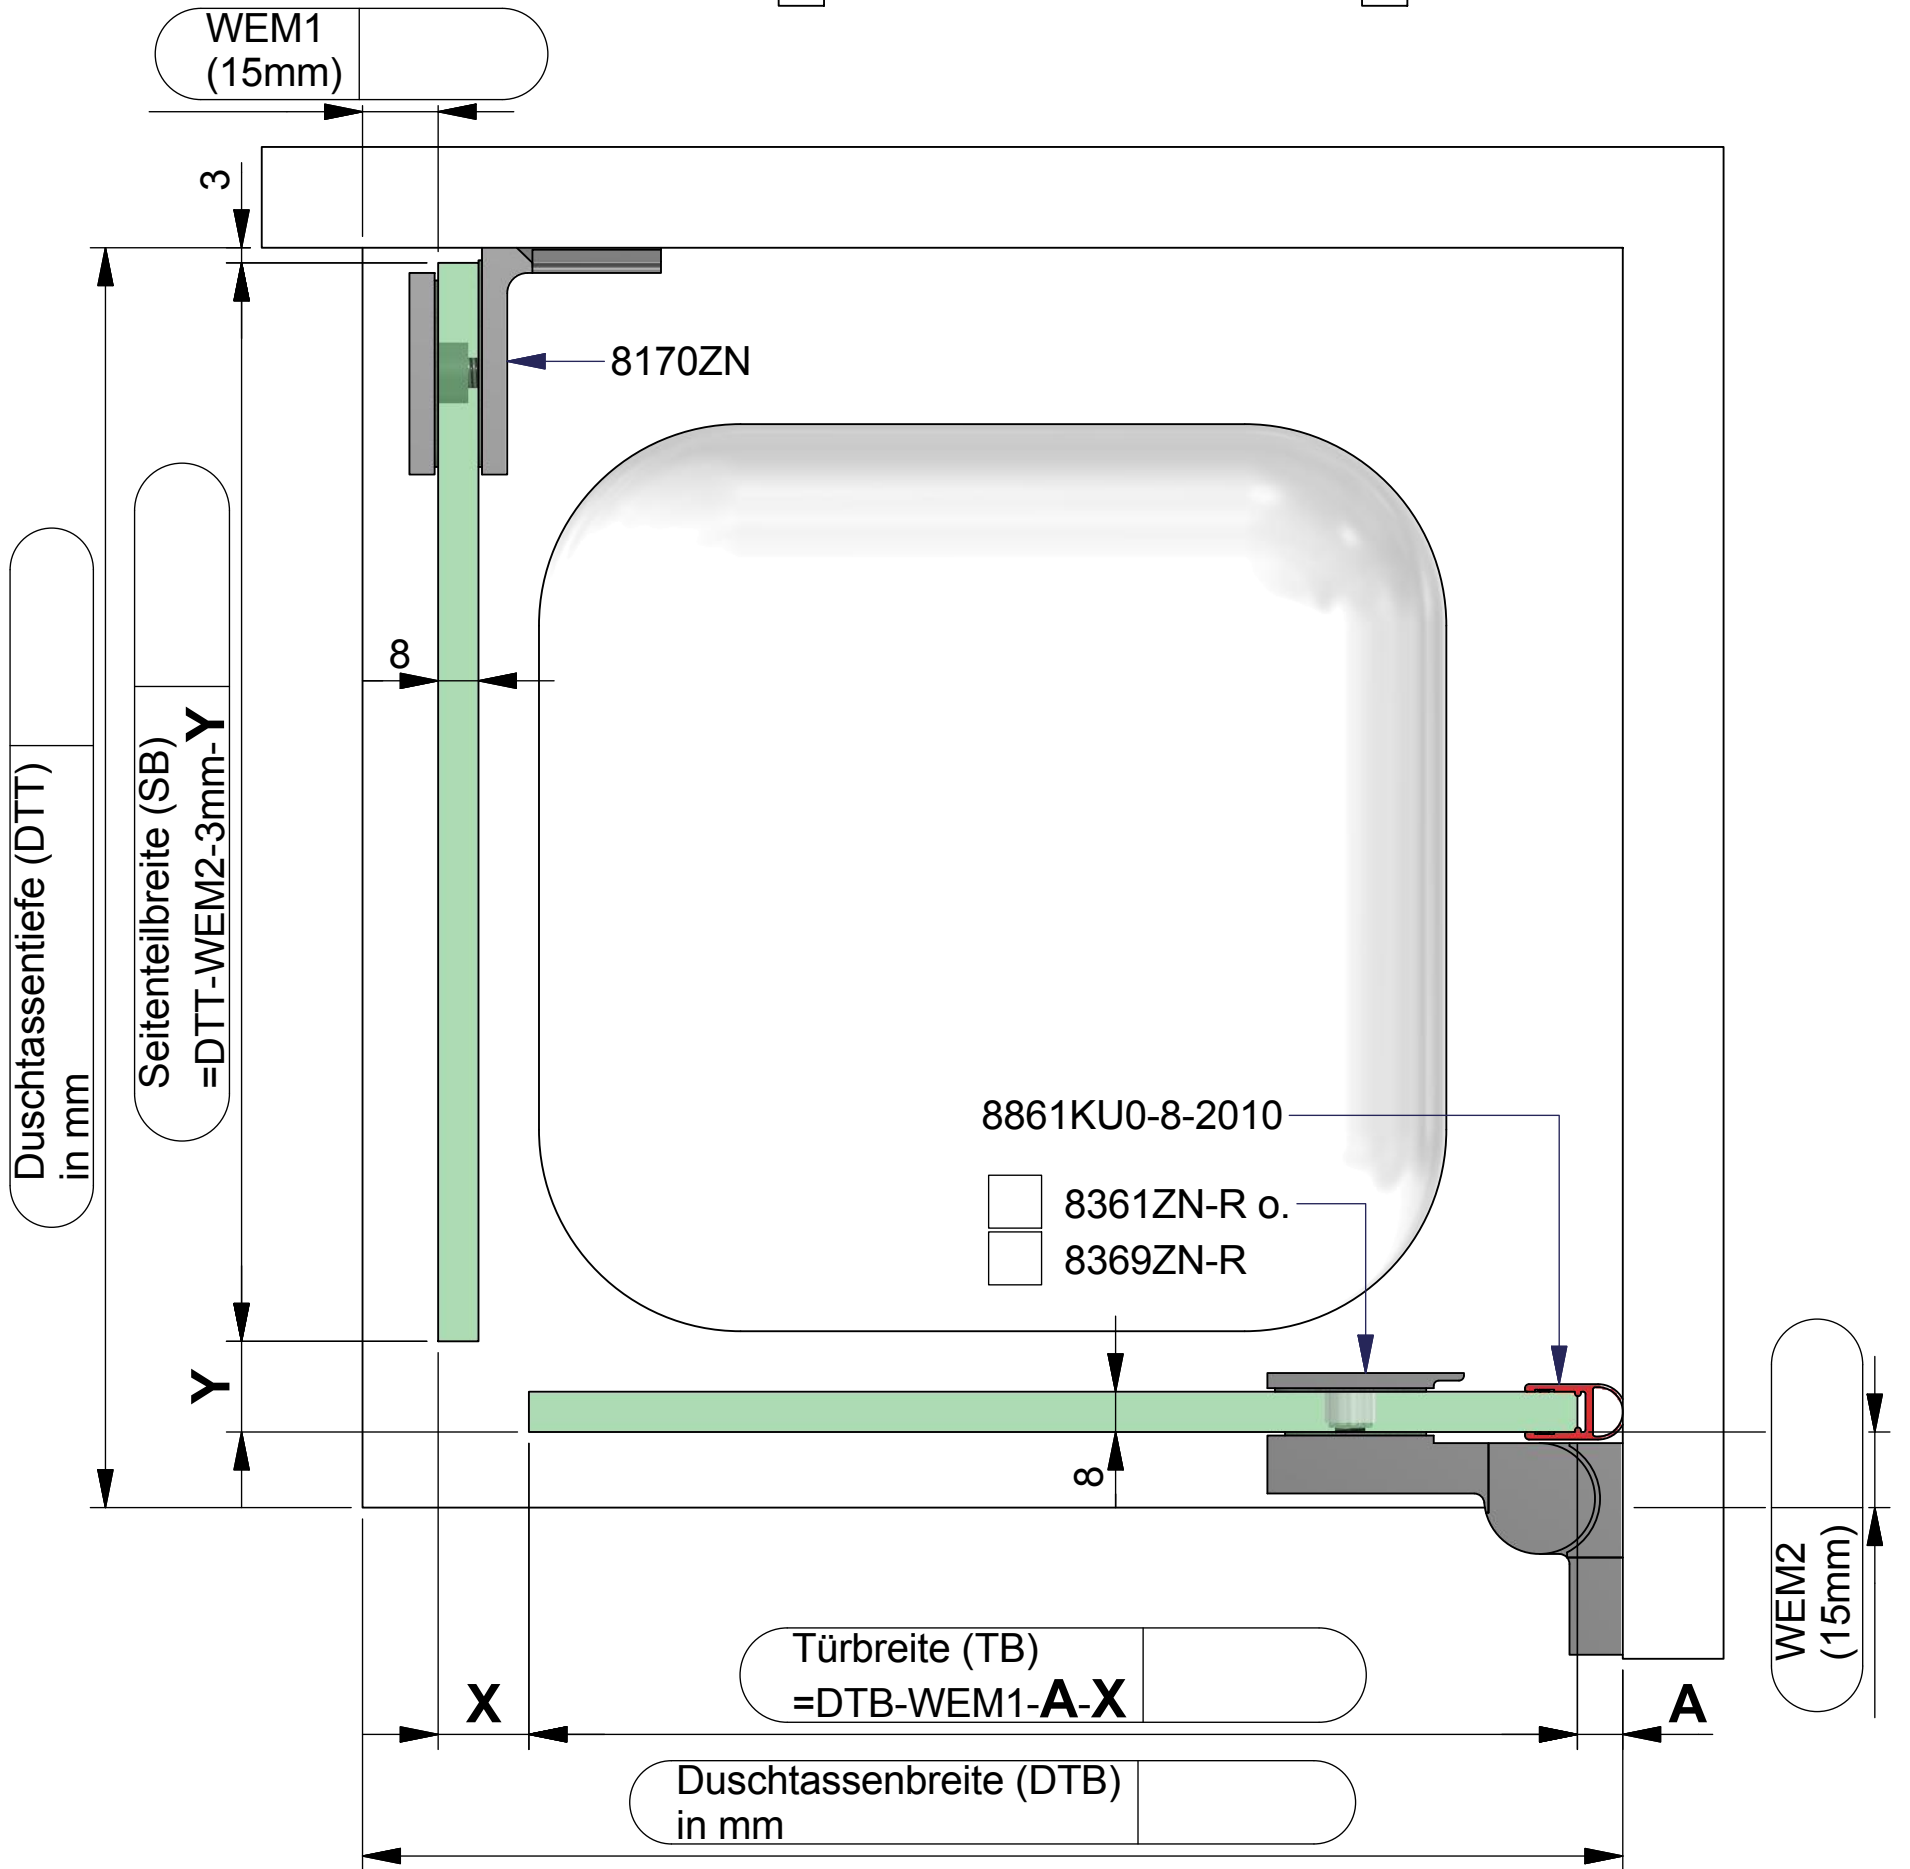 WEM1
(15mm)
3
8170ZN
8
Duschtassentiefe (DTT)
in mm
Seitenteilbreite (SB)
=DTT-WEM2-3mm-Y
8861KU0-8-2010
8361ZN-R o.
8369ZN-R
Y
8
WEM2
(15mm)
Türbreite (TB)
=DTB-WEM1-A-X
X
A
Duschtassenbreite (DTB)
in mm